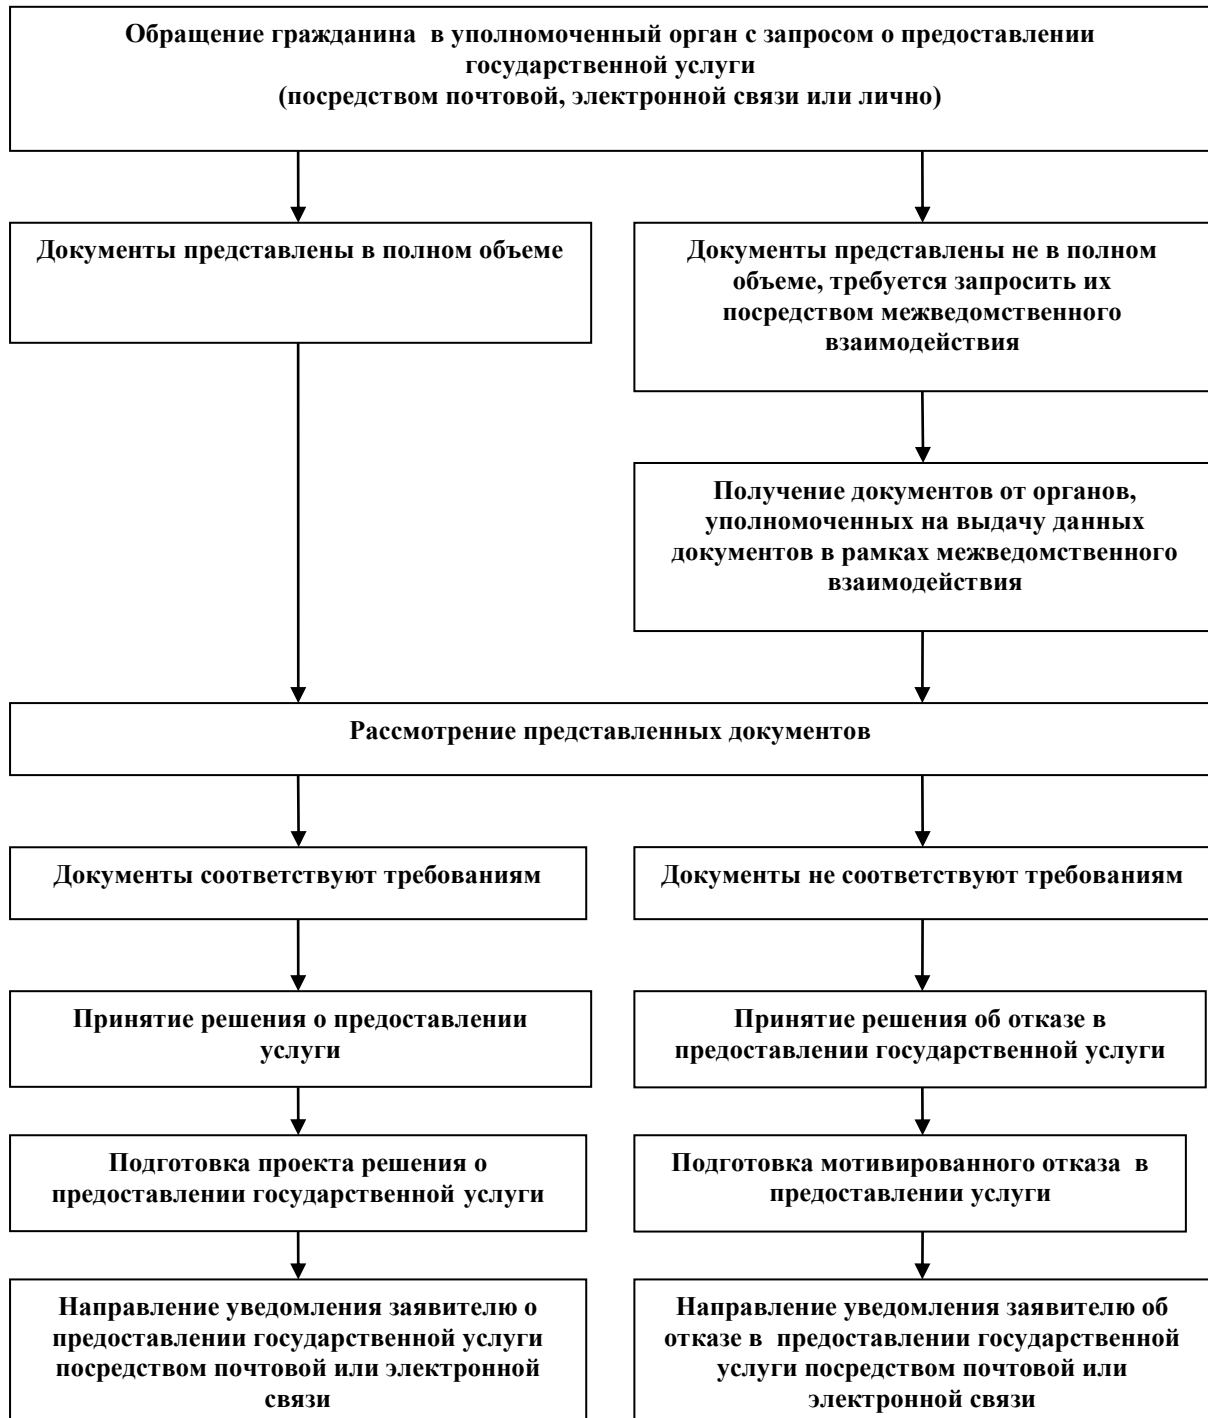 Обращение гражданина  в уполномоченный орган с запросом о предоставлении
государственной услуги
(посредством почтовой, электронной связи или лично)
Документы представлены в полном объеме
Документы представлены не в полном
объеме, требуется запросить их
посредством межведомственного
взаимодействия
Получение документов от органов,
уполномоченных на выдачу данных
документов в рамках межведомственного
взаимодействия
Рассмотрение представленных документов
Документы соответствуют требованиям
Документы не соответствуют требованиям
Принятие решения о предоставлении
услуги
Принятие решения об отказе в
предоставлении государственной услуги
Подготовка проекта решения о
предоставлении государственной услуги
Подготовка мотивированного отказа  в
предоставлении услуги
Направление уведомления заявителю о
предоставлении государственной услуги
посредством почтовой или электронной
связи
Направление уведомления заявителю об
отказе в  предоставлении государственной
услуги посредством почтовой или
электронной связи